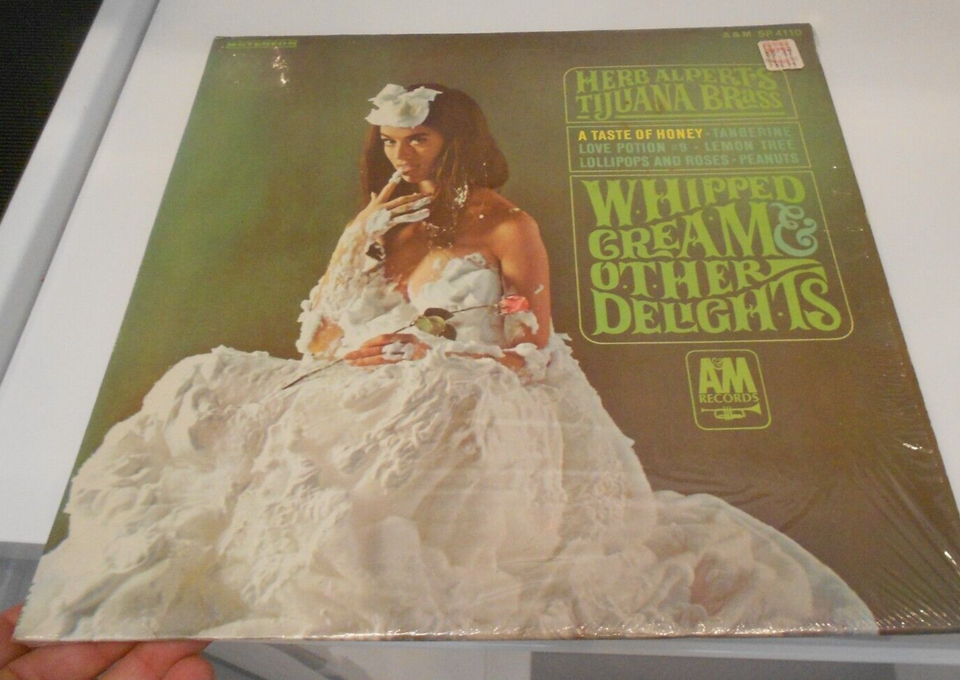 A&M SP 4110
HERB ALPERT'S
TIJUANA BRASS
A TASTE OF HONEY · TANGERINE
LOVE POTION #9 · LEMON TREE
LOLLIPOPS AND ROSES · PEANUTS
WHIPPED
CREAM &
OTHER
DELIGHTS
A&M
RECORDS